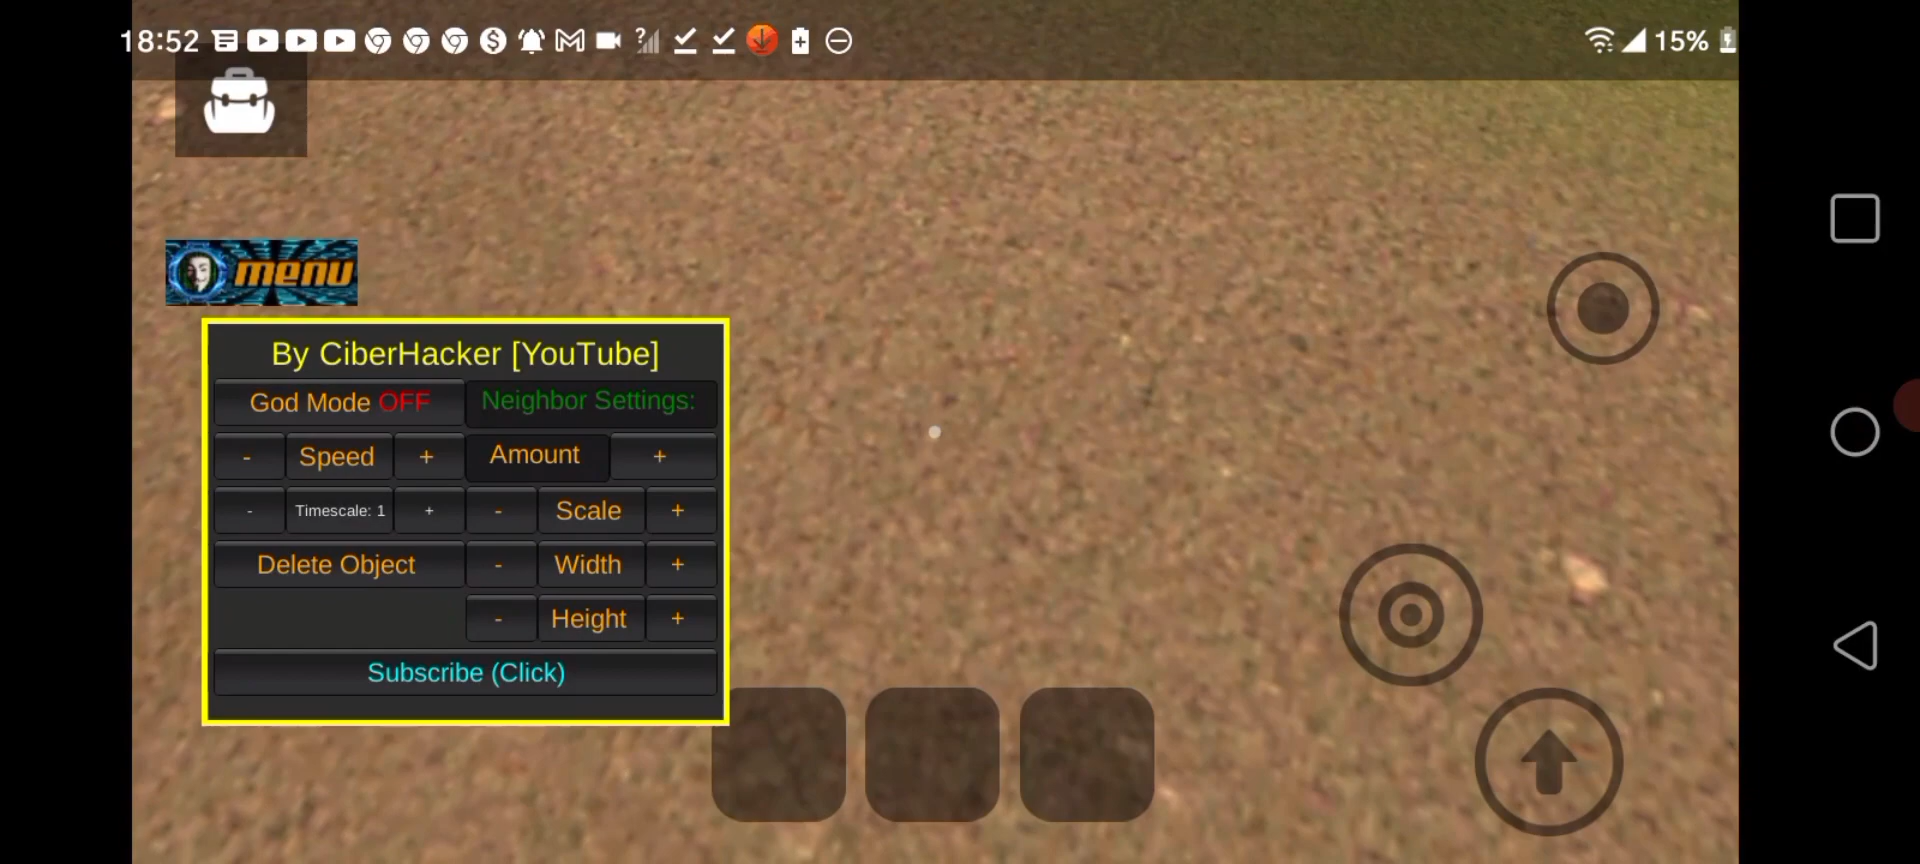 18:52 15%
menu
By CiberHacker [YouTube]
God Mode OFF Neighbor Settings:
- Speed + Amount +
- Timescale: 1 + - Scale +
Delete Object - Width +
- Height +
Subscribe (Click)